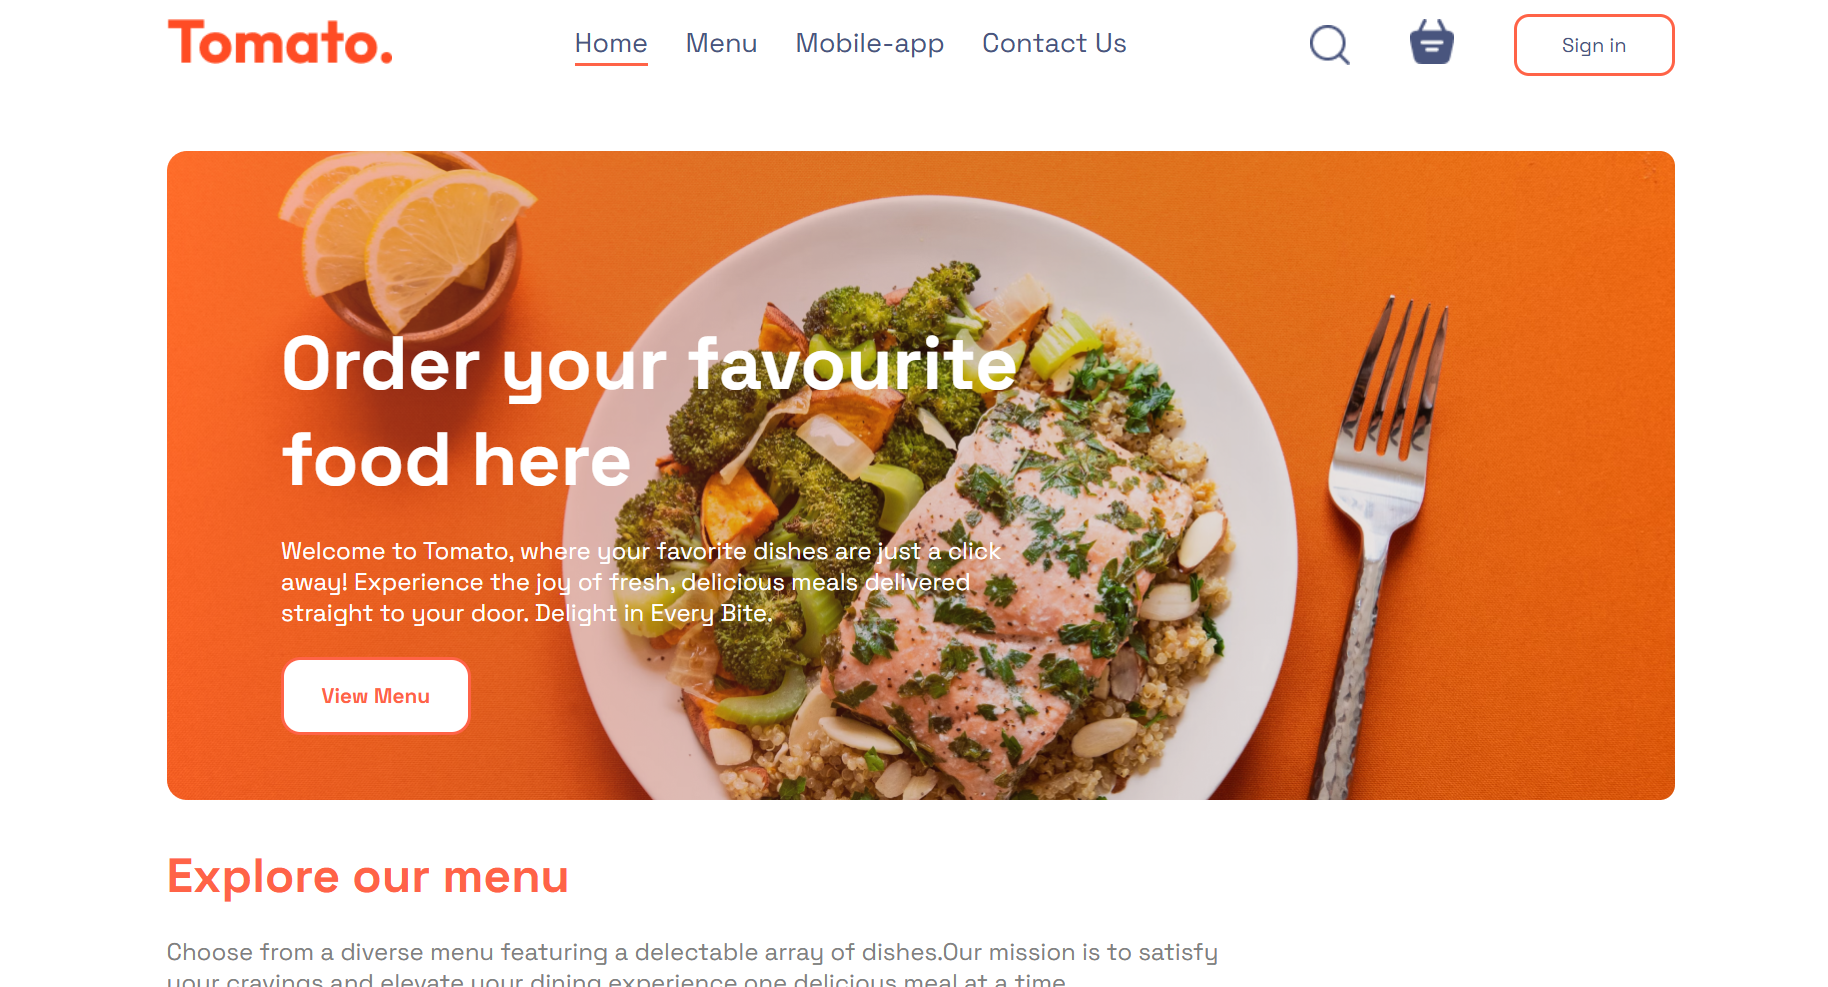 Tomato.
Home Menu Mobile-app Contact Us
Sign in
Order your favourite
food here
Welcome to Tomato, where your favorite dishes are just a click
away! Experience the joy of fresh, delicious meals delivered
straight to your door. Delight in Every Bite.
View Menu
Explore our menu
Choose from a diverse menu featuring a delectable array of dishes.Our mission is to satisfy
your cravings and elevate your dining experience one delicious meal at a time